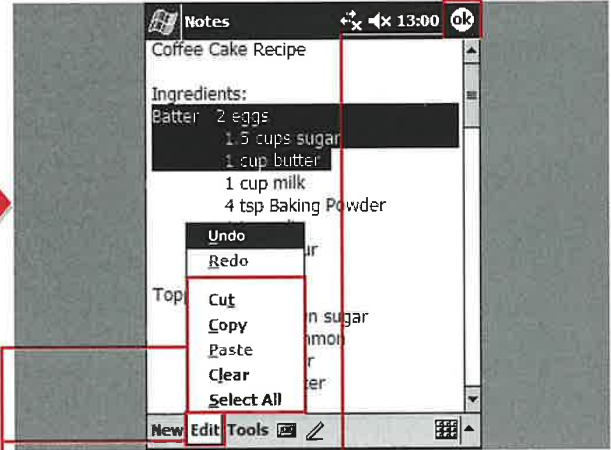 Notes 13:00 ok
Coffee Cake Recipe
Ingredients:
Batter 2 eggs
1.5 cups sugar
1 cup butter
1 cup milk
4 tsp Baking Powder
Undo
Redo
Cut
sugar
Copy
Paste
Clear
Select All
New Edit Tools